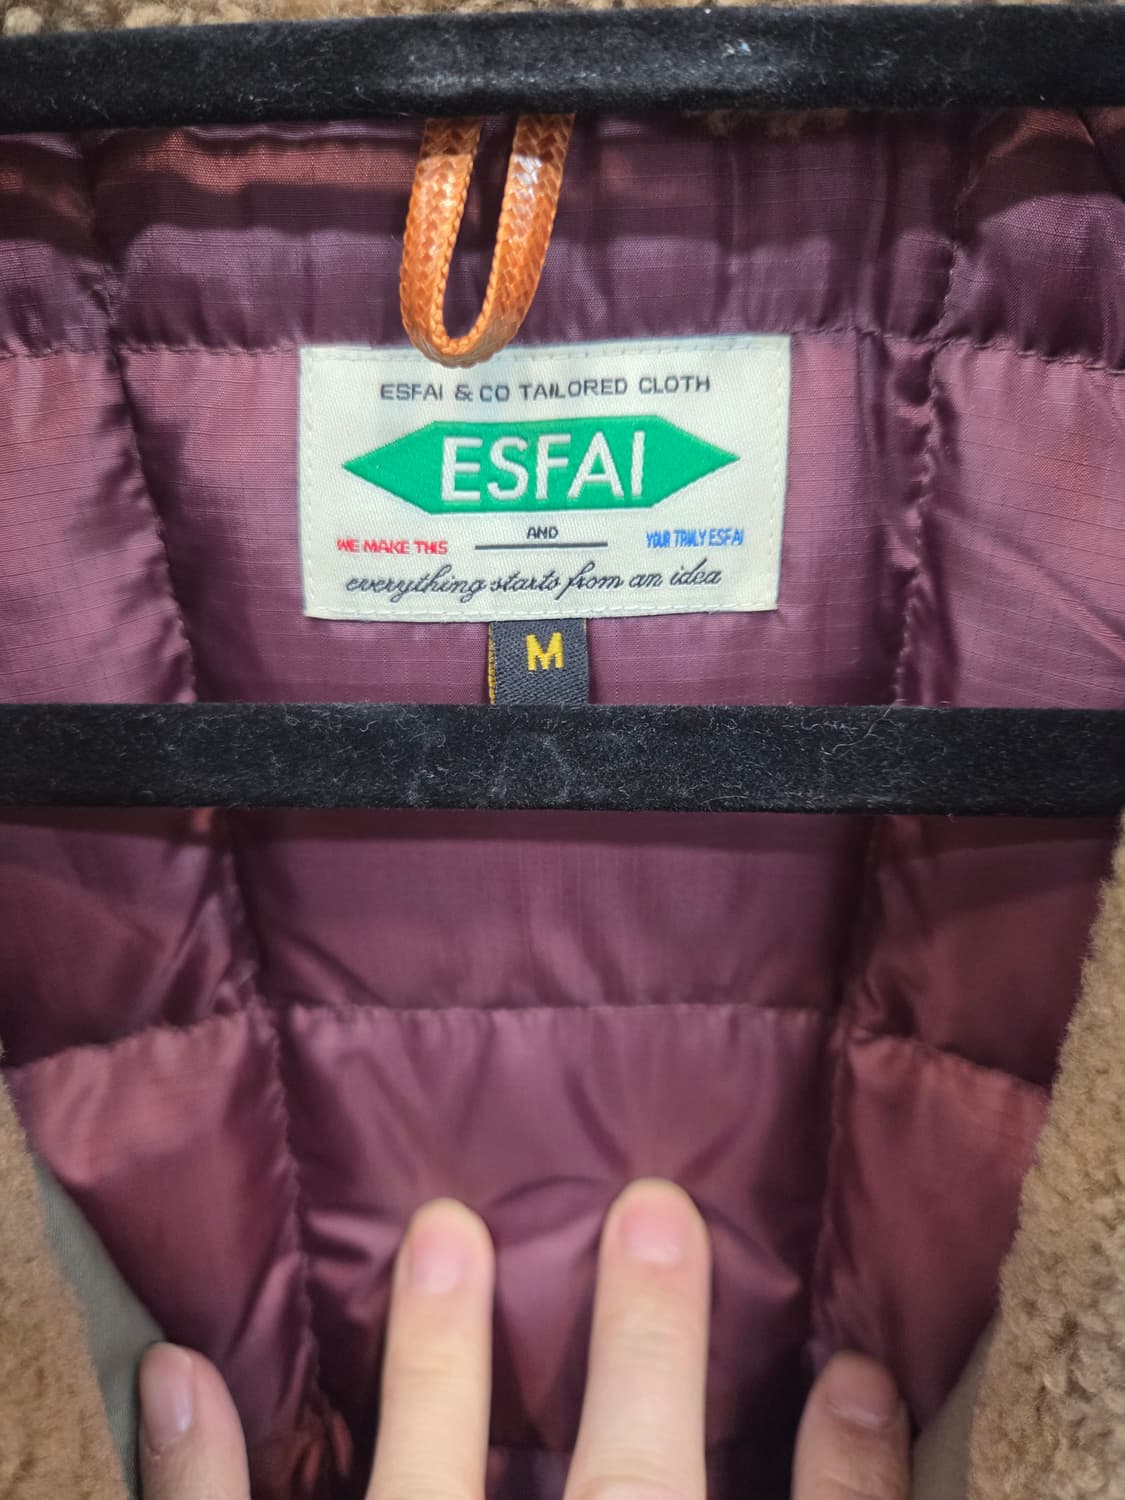 ESFAI & CO TAILORED CLOTH
ESFAI
WE MAKE THIS AND YOUR TRULY ESFAI
everything starts from an idea
M